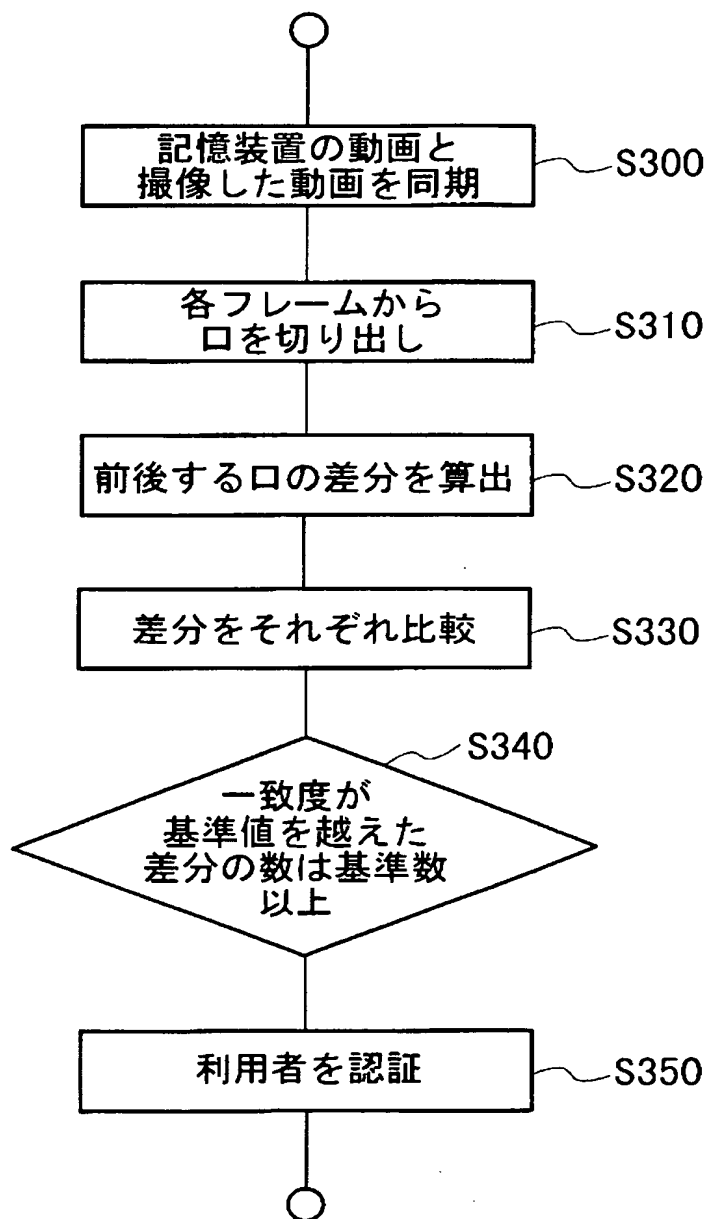 記憶装置の動画と
撮像した動画を同期
S300
各フレームから
口を切り出し
S310
前後する口の差分を算出
S320
差分をそれぞれ比較
S330
S340
一致度が
基準値を越えた
差分の数は基準数
以上
利用者を認証
S350